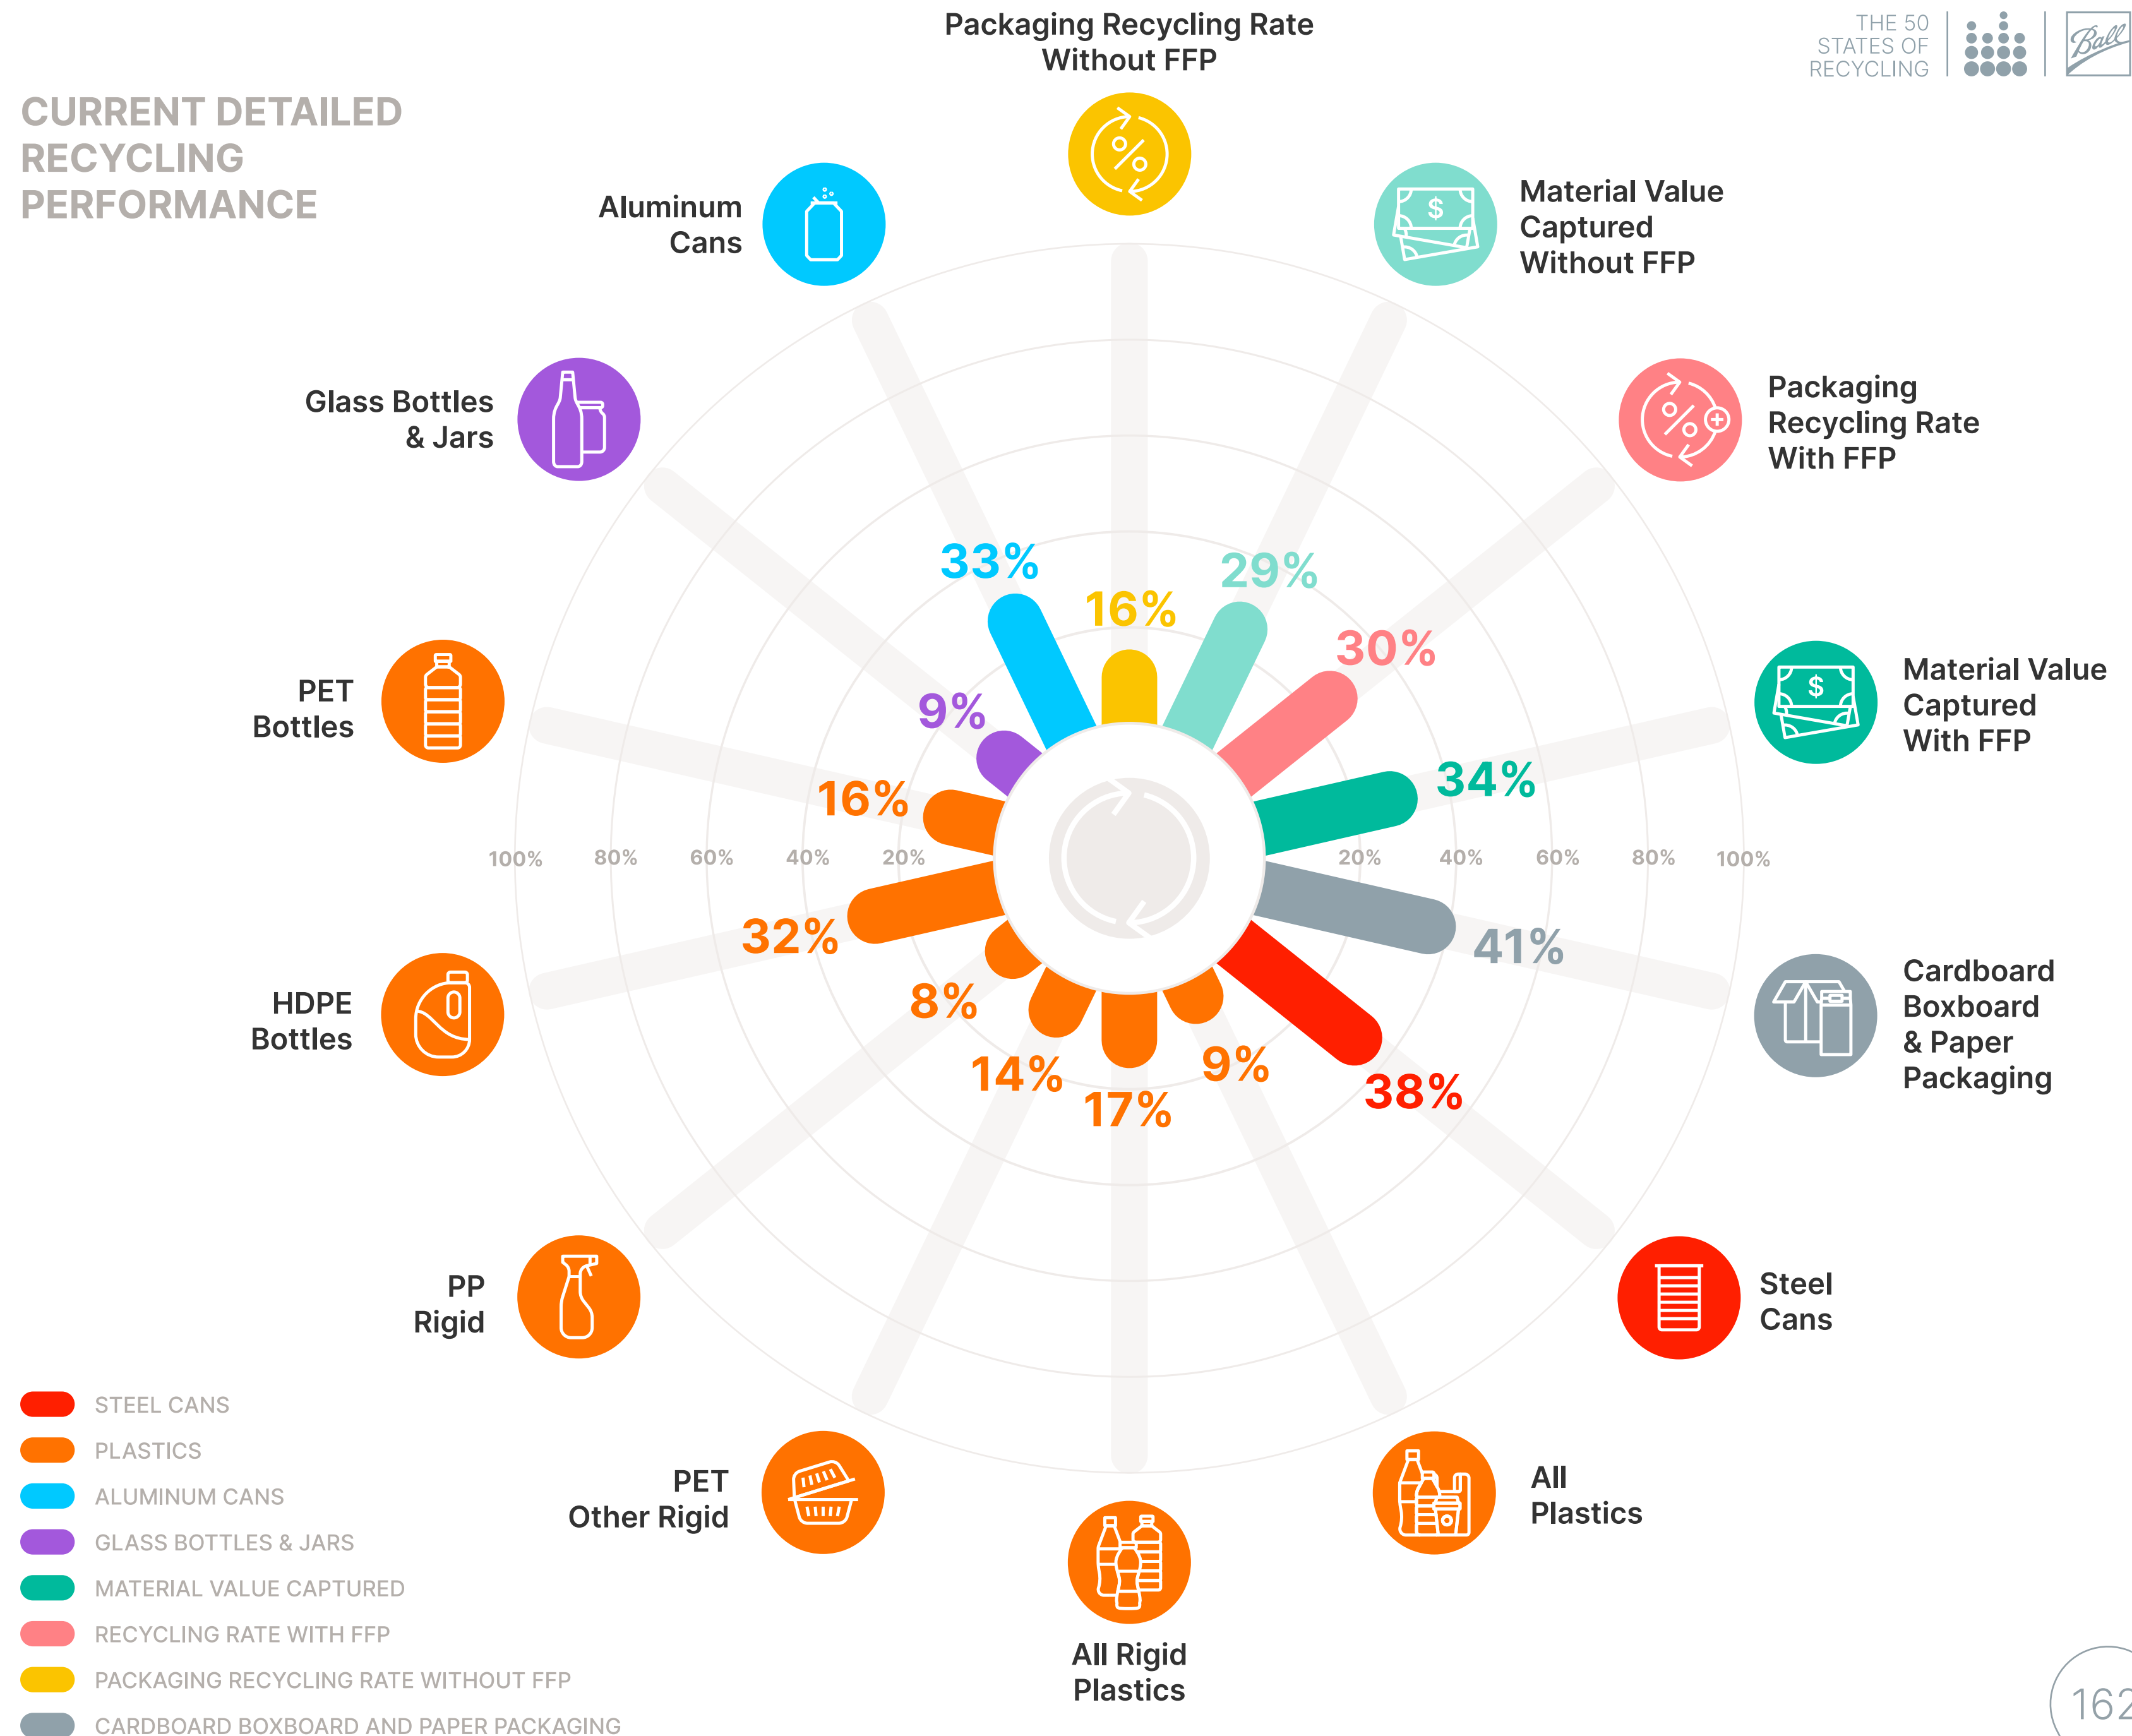 THE 50
STATES OF
RECYCLING
Ball
CURRENT DETAILED
RECYCLING
PERFORMANCE
Packaging Recycling Rate
Without FFP
Material Value
Captured
Without FFP
Packaging
Recycling Rate
With FFP
Material Value
Captured
With FFP
Cardboard
Boxboard
& Paper
Packaging
Steel
Cans
All
Plastics
All Rigid
Plastics
PET
Other Rigid
PP
Rigid
HDPE
Bottles
PET
Bottles
Glass Bottles
& Jars
Aluminum
Cans
16%
29%
30%
34%
41%
38%
9%
17%
14%
8%
32%
16%
9%
33%
100% 80% 60% 40% 20% 20% 40% 60% 80% 100%
STEEL CANS
PLASTICS
ALUMINUM CANS
GLASS BOTTLES & JARS
MATERIAL VALUE CAPTURED
RECYCLING RATE WITH FFP
PACKAGING RECYCLING RATE WITHOUT FFP
CARDBOARD BOXBOARD AND PAPER PACKAGING
162